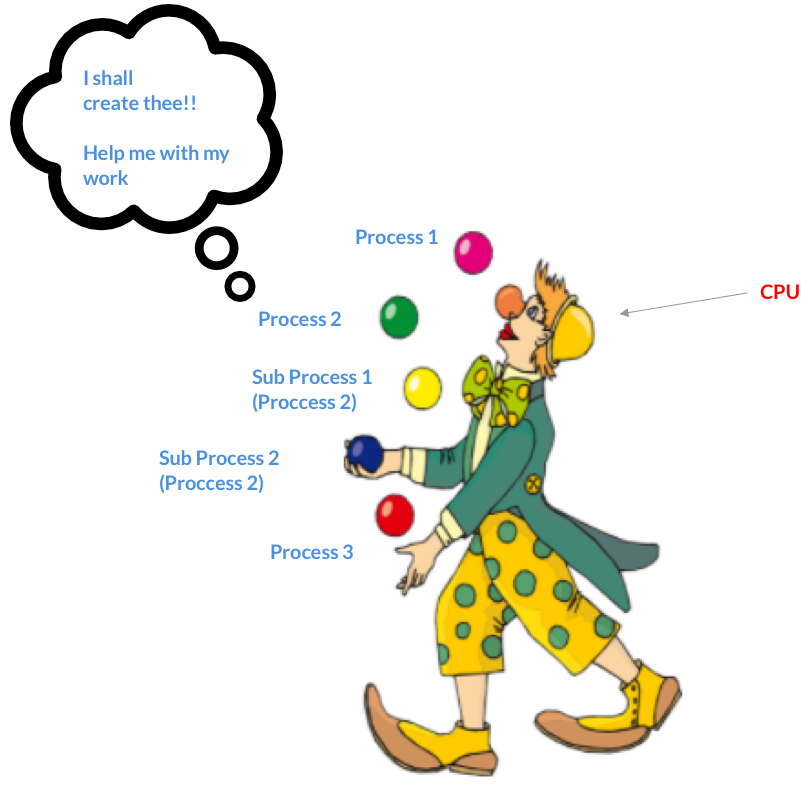 I shall
create thee!!
Help me with my
work
Process 1
CPU
Process 2
Sub Process 1
(Proccess 2)
Sub Process 2
(Proccess 2)
Process 3